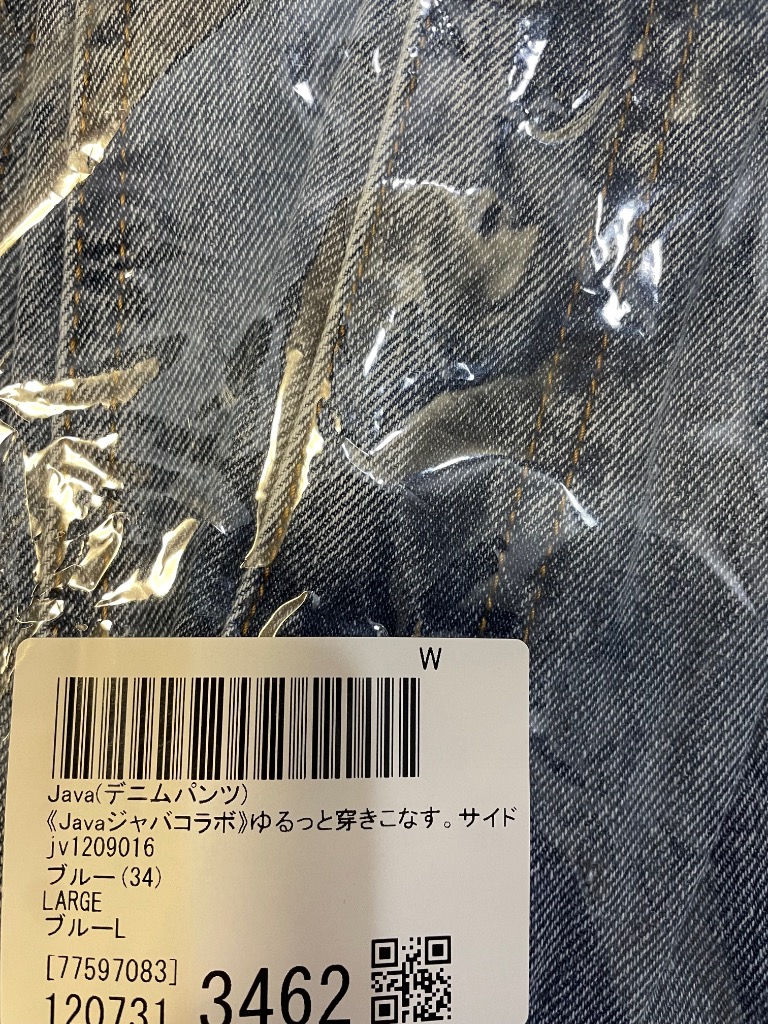 W
Java(デニムパンツ)
《Javaジャバコラボ》ゆるっと穿きこなす。サイド
jv1209016
ブルー(34)
LARGE
ブルーL
[77597083]
120731 3462